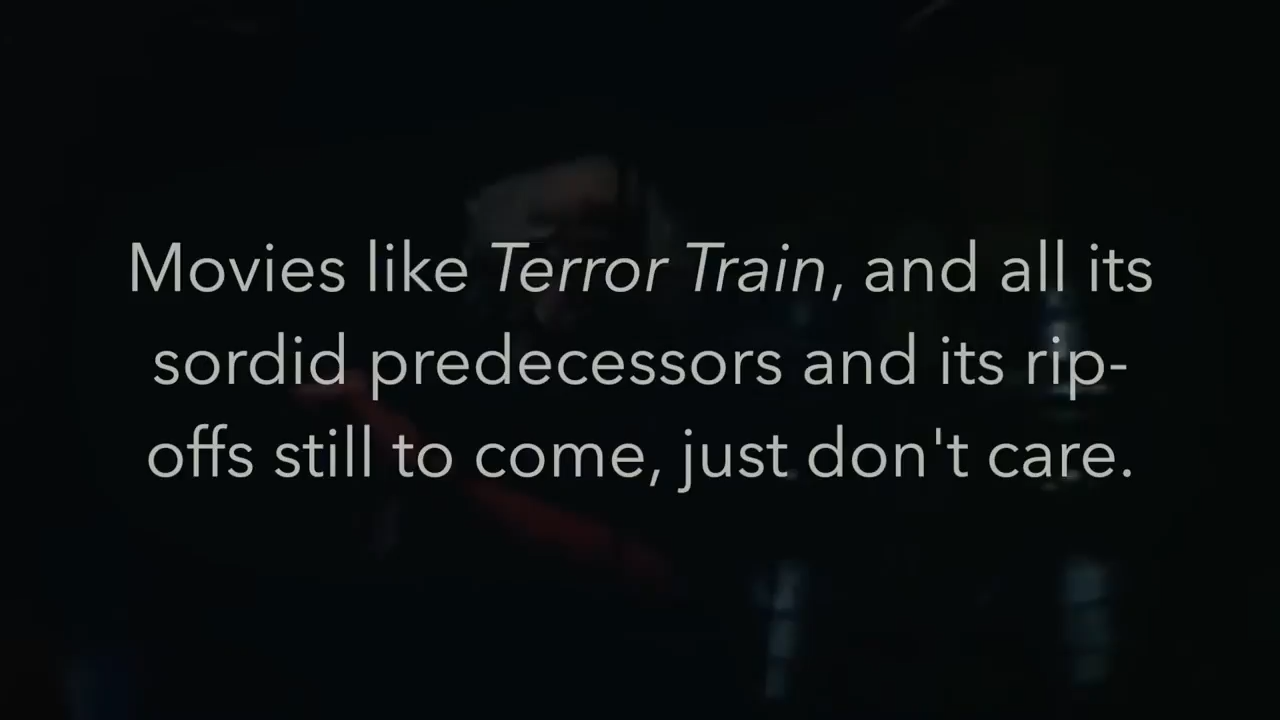 Movies like Terror Train, and all its
sordid predecessors and its rip-
offs still to come, just don't care.